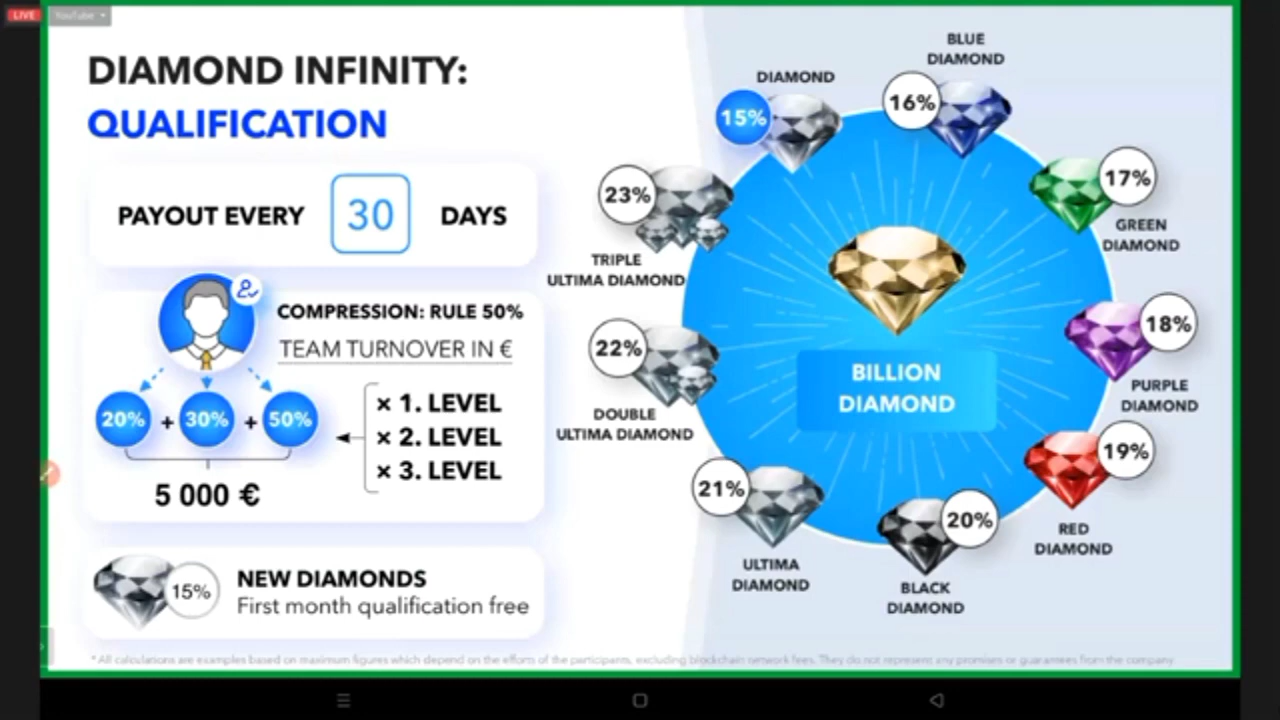 LIVE
YouTube
DIAMOND INFINITY:
QUALIFICATION
PAYOUT EVERY 30 DAYS
COMPRESSION: RULE 50%
TEAM TURNOVER IN €
20% + 30% + 50%
× 1. LEVEL
× 2. LEVEL
× 3. LEVEL
5 000 €
15%
NEW DIAMONDS
First month qualification free
DIAMOND
15%
BLUE
DIAMOND
16%
17%
GREEN
DIAMOND
18%
PURPLE
DIAMOND
19%
RED
DIAMOND
20%
BLACK
DIAMOND
21%
ULTIMA
DIAMOND
22%
DOUBLE
ULTIMA DIAMOND
23%
TRIPLE
ULTIMA DIAMOND
BILLION
DIAMOND
* All calculations are examples based on maximum figures which depend on the efforts of the participants, excluding blockchain network fees. They do not represent any promises or guarantees from the company